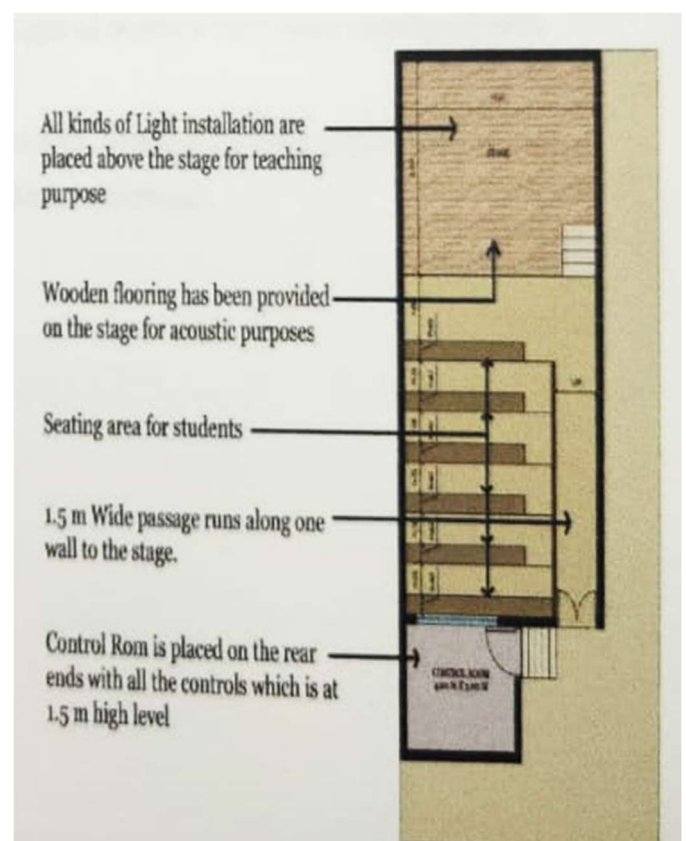 All kinds of Light installation are
placed above the stage for teaching
purpose
Wooden flooring has been provided
on the stage for acoustic purposes
Seating area for students
1.5 m Wide passage runs along one
wall to the stage.
Control Rom is placed on the rear
ends with all the controls which is at
1.5 m high level
STAGE
CONTROL ROOM